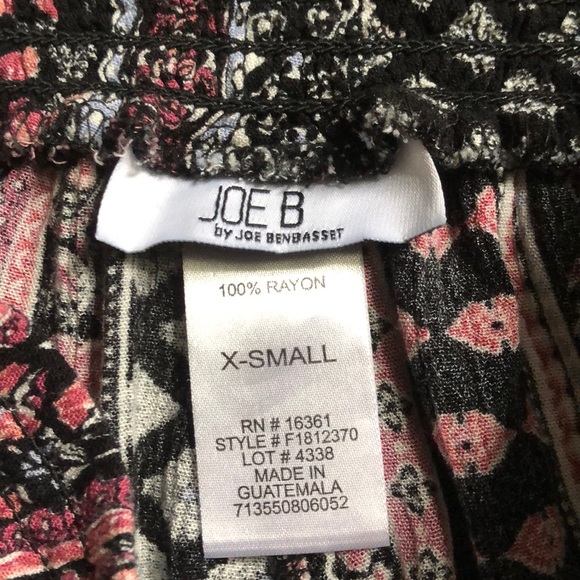 JOE B
by JOE BENBASSET
100% RAYON
X-SMALL
RN # 16361
STYLE # F1812370
LOT # 4338
MADE IN
GUATEMALA
713550806052